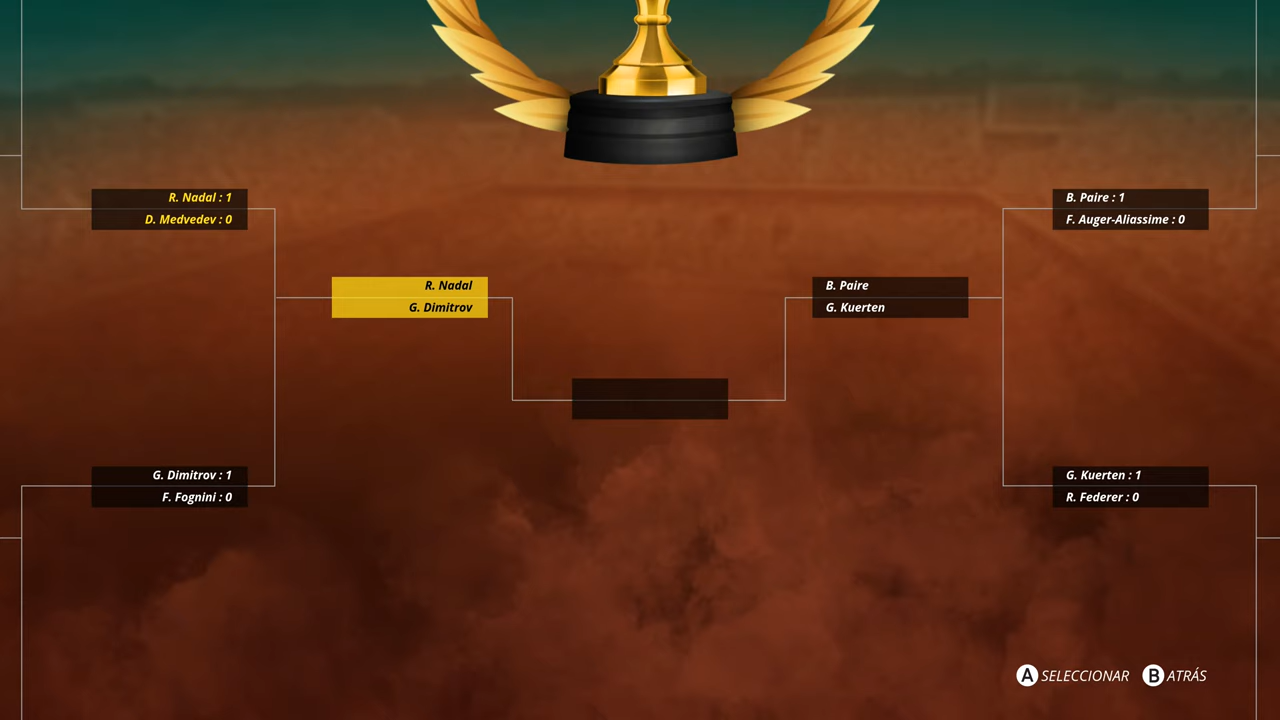 R. Nadal : 1
D. Medvedev : 0
B. Paire : 1
F. Auger-Aliassime : 0
R. Nadal
G. Dimitrov
B. Paire
G. Kuerten
G. Dimitrov : 1
F. Fognini : 0
G. Kuerten : 1
R. Federer : 0
A SELECCIONAR B ATRÁS